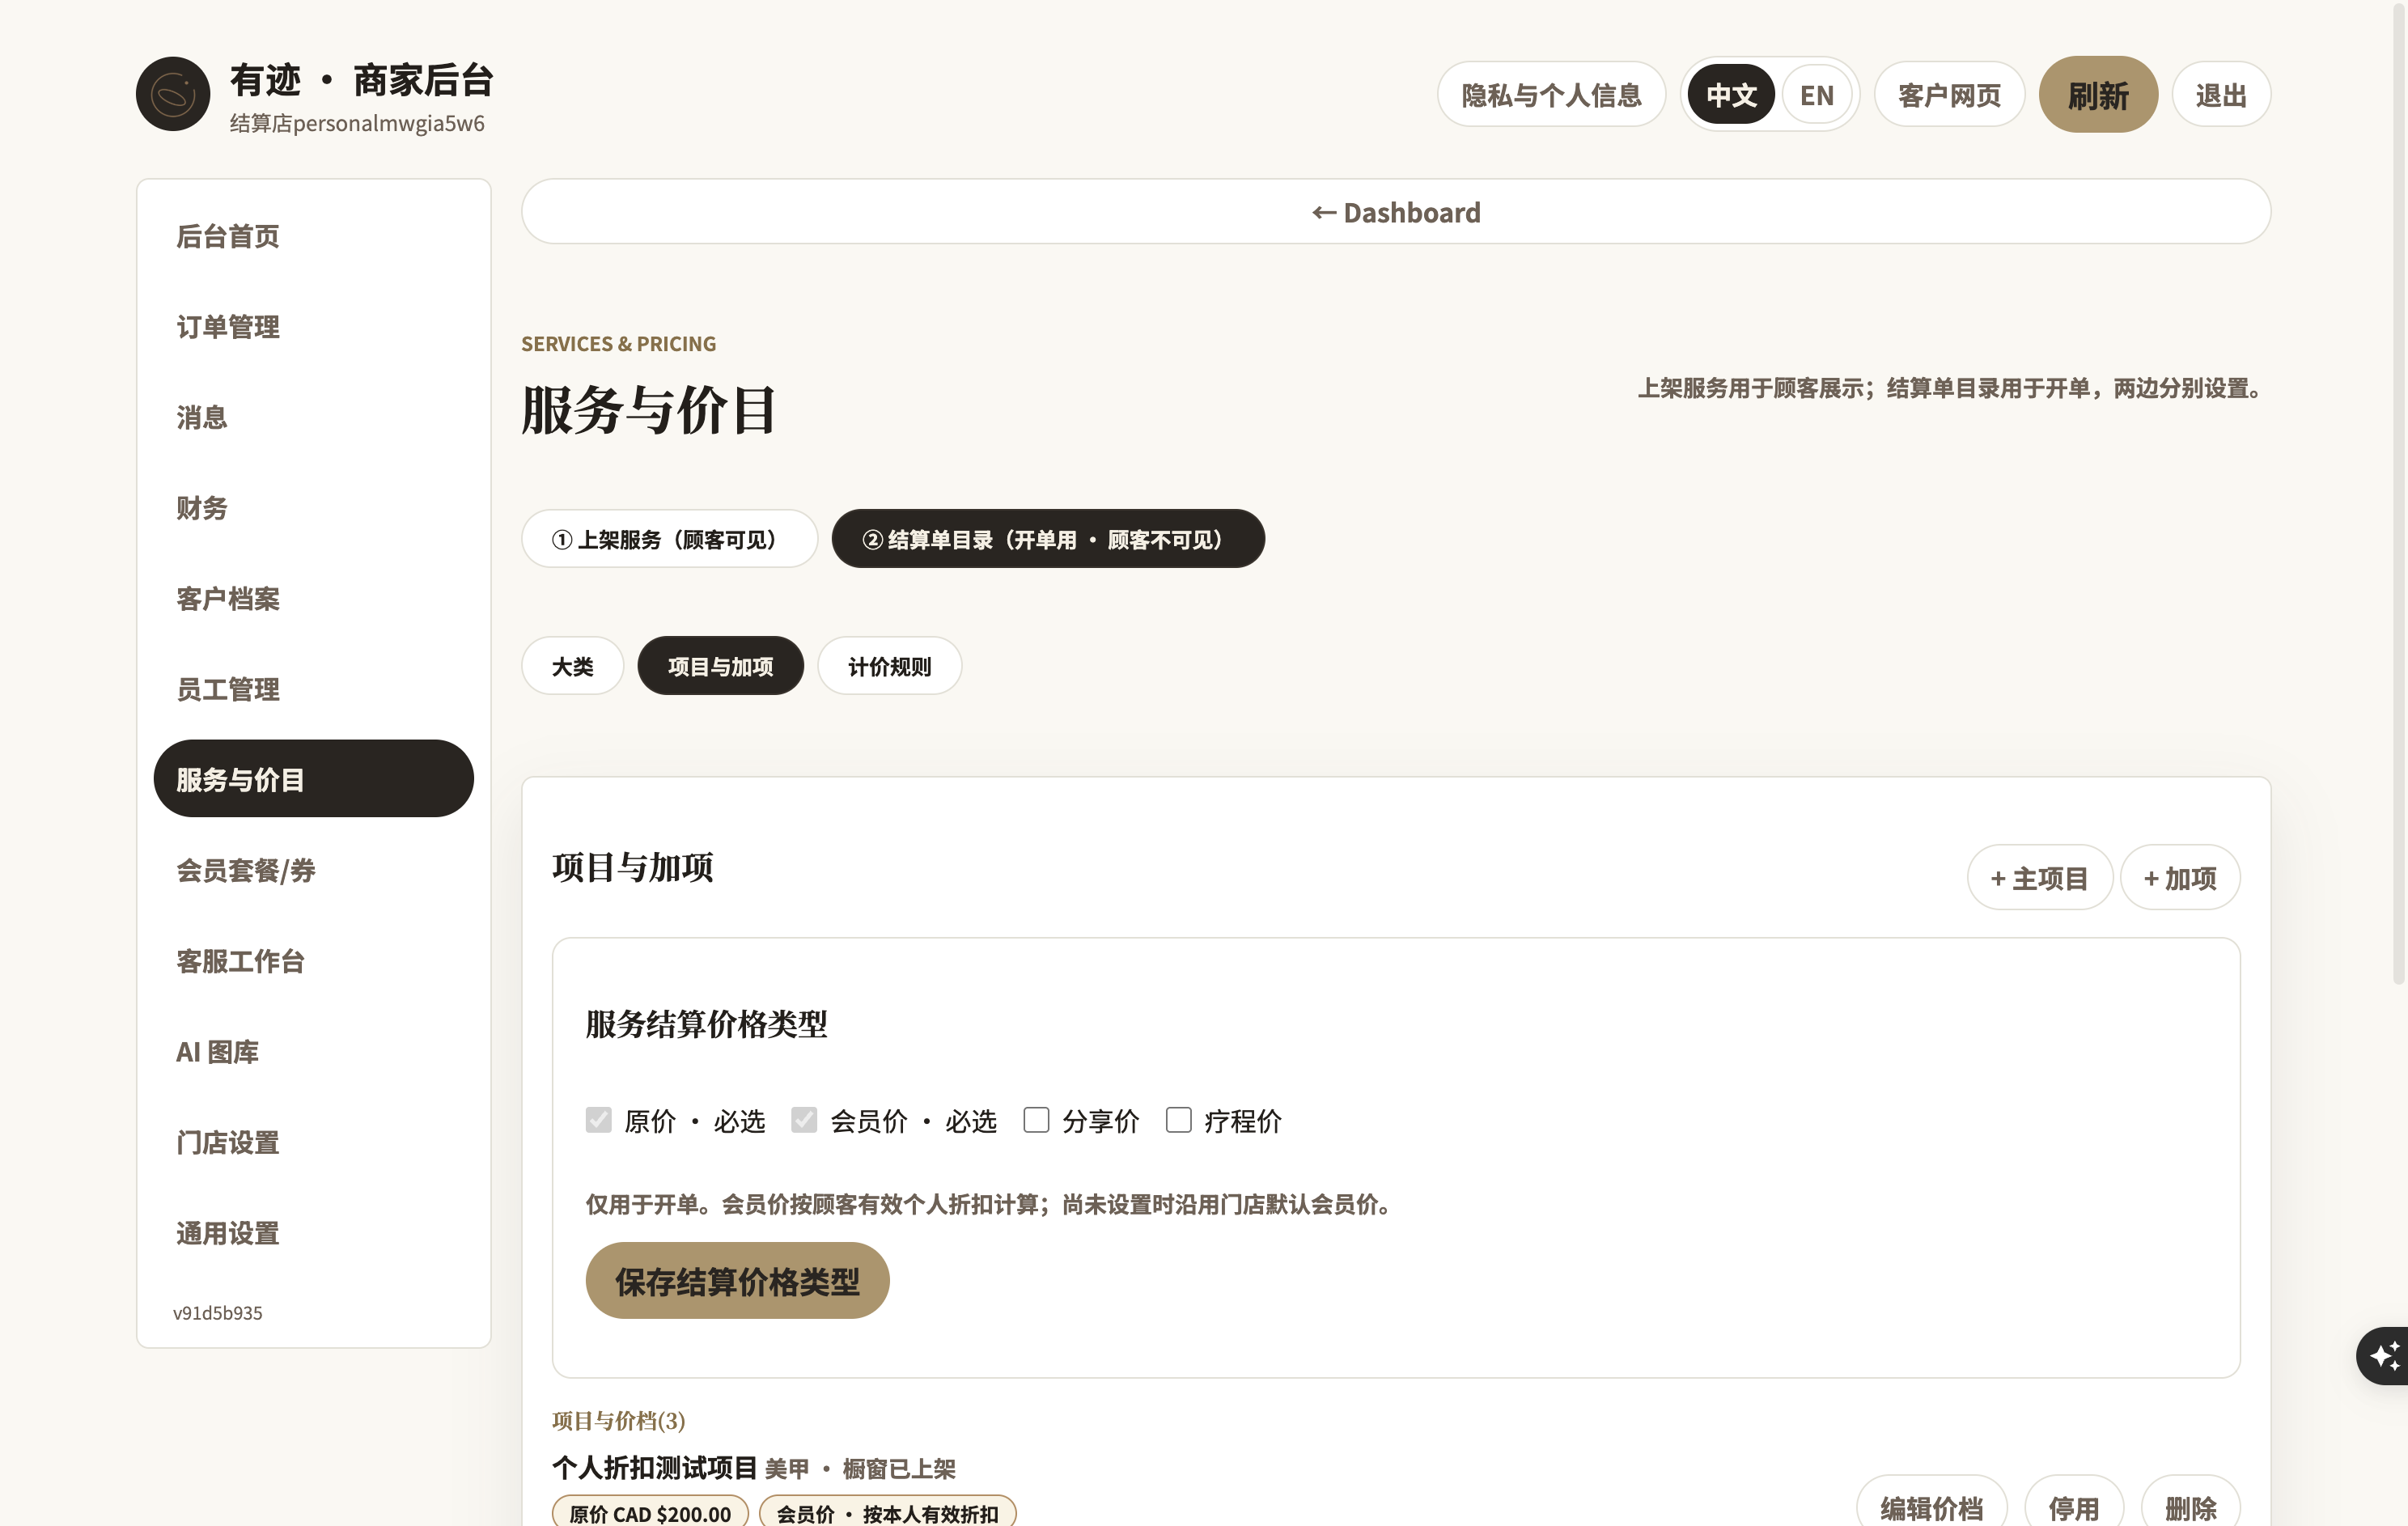 有迹 · 商家后台
结算店personalmwgia5w6
隐私与个人信息
中文
EN
客户网页
刷新
退出
后台首页
订单管理
消息
财务
客户档案
员工管理
服务与价目
会员套餐/券
客服工作台
AI 图库
门店设置
通用设置
v91d5b935
← Dashboard
SERVICES & PRICING
服务与价目
上架服务用于顾客展示；结算单目录用于开单，两边分别设置。
① 上架服务（顾客可见）
② 结算单目录（开单用 · 顾客不可见）
大类
项目与加项
计价规则
项目与加项
+ 主项目
+ 加项
服务结算价格类型
原价 · 必选
会员价 · 必选
分享价
疗程价
仅用于开单。会员价按顾客有效个人折扣计算；尚未设置时沿用门店默认会员价。
保存结算价格类型
项目与价档(3)
个人折扣测试项目 美甲 · 橱窗已上架
原价 CAD $200.00
会员价 · 按本人有效折扣
编辑价档
停用
删除